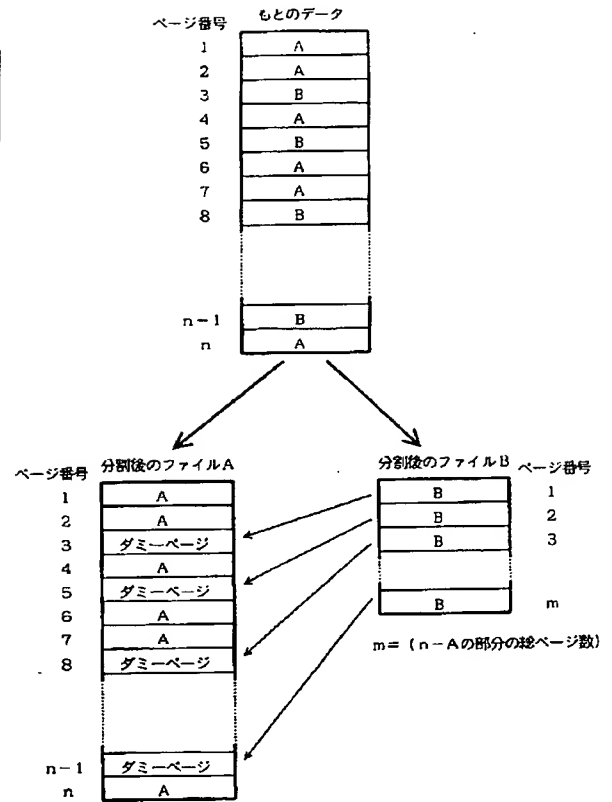 ページ番号 もとのデータ
1 A
2 A
3 B
4 A
5 B
6 A
7 A
8 B
n-1 B
n A
ページ番号 分割後のファイルA
1 A
2 A
3 ダミーページ
4 A
5 ダミーページ
6 A
7 A
8 ダミーページ
n-1 ダミーページ
n A
分割後のファイルB ページ番号
B 1
B 2
B 3
B m
m=(n-Aの部分の総ページ数)